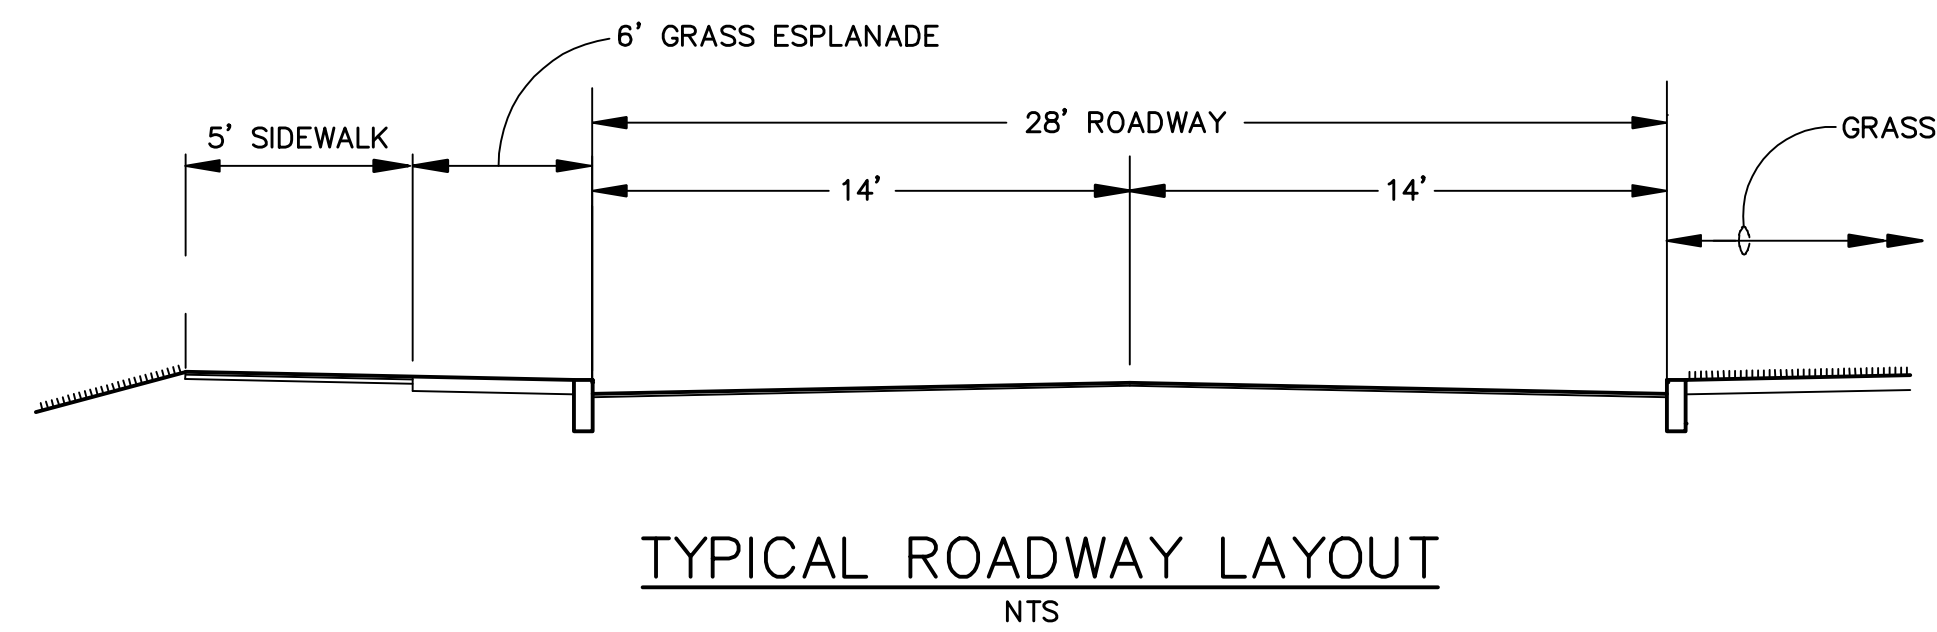 6' GRASS ESPLANADE
28' ROADWAY
5' SIDEWALK
GRASS
14'
14'
TYPICAL ROADWAY LAYOUT
NTS